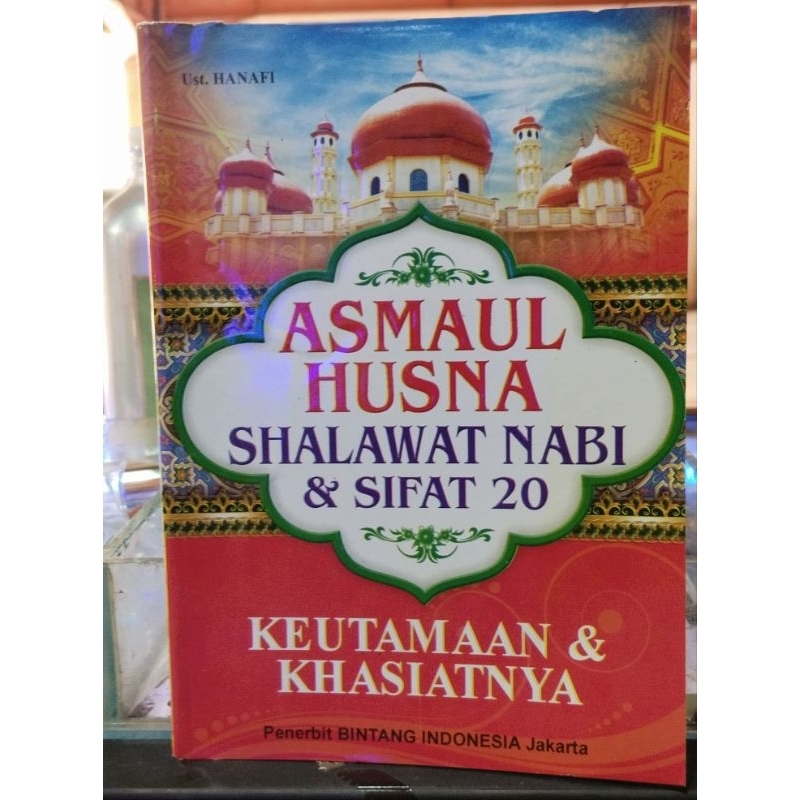 Ust. HANAFI
ASMAUL
HUSNA
SHALAWAT NABI
& SIFAT 20
KEUTAMAAN &
KHASIATNYA
Penerbit BINTANG INDONESIA Jakarta